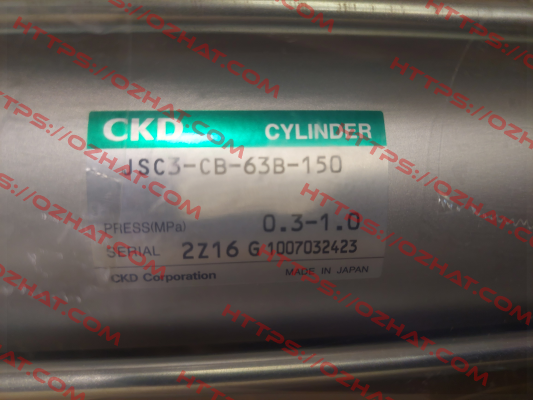 CKD CYLINDER
JSC3-CB-63B-150
PRESS(MPa) 0.3-1.0
SERIAL 2Z16 G 1007032423
CKD Corporation MADE IN JAPAN
HTTPS://OZHAT.COM